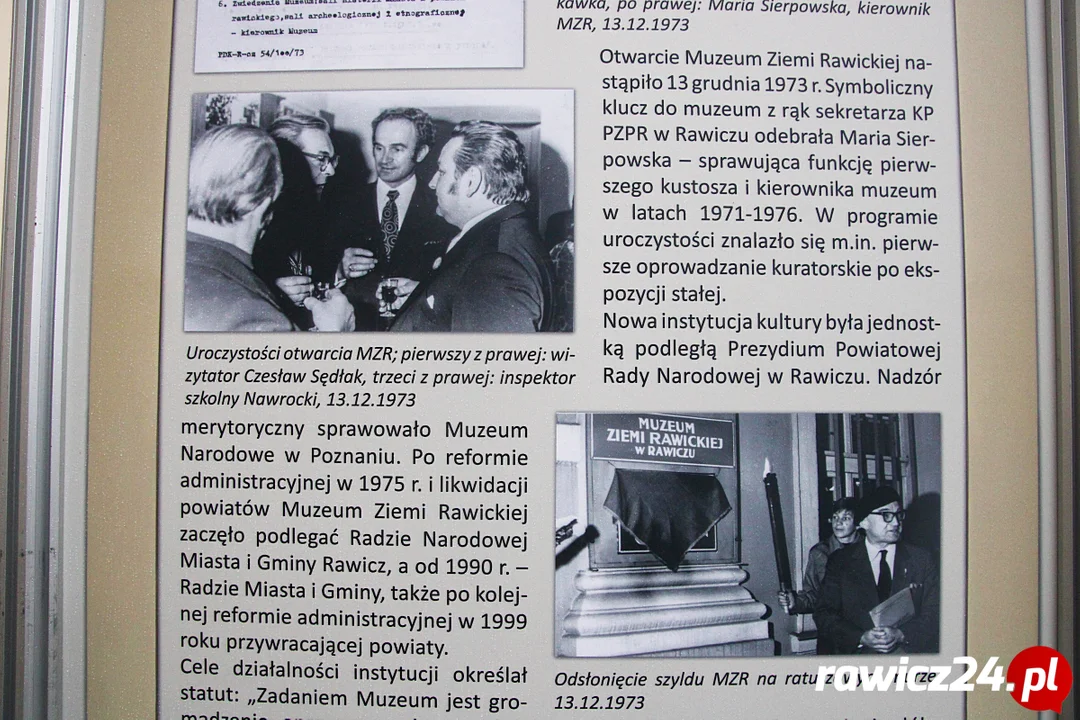 6. Zwiedzenie Muzeum:sali historii
rawickiego,sali archeologicznej i etnograficznej
- kierownik Muzeum
PDK-R-oz 54/100/73
kawka, po prawej: Maria Sierpowska, kierownik
MZR, 13.12.1973
Otwarcie Muzeum Ziemi Rawickiej na-
stąpiło 13 grudnia 1973 r. Symboliczny
klucz do muzeum z rąk sekretarza KP
PZPR w Rawiczu odebrała Maria Sier-
powska – sprawująca funkcję pierw-
szego kustosza i kierownika muzeum
w latach 1971-1976. W programie
uroczystości znalazło się m.in. pierw-
sze oprowadzanie kuratorskie po eks-
pozycji stałej.
Nowa instytucja kultury była jednost-
ką podległą Prezydium Powiatowej
Rady Narodowej w Rawiczu. Nadzór
Uroczystości otwarcia MZR; pierwszy z prawej: wi-
zytator Czesław Sędłak, trzeci z prawej: inspektor
szkolny Nawrocki, 13.12.1973
merytoryczny sprawowało Muzeum
Narodowe w Poznaniu. Po reformie
administracyjnej w 1975 r. i likwidacji
powiatów Muzeum Ziemi Rawickiej
zaczęło podlegać Radzie Narodowej
Miasta i Gminy Rawicz, a od 1990 r. –
Radzie Miasta i Gminy, także po kolej-
nej reformie administracyjnej w 1999
roku przywracającej powiaty.
Cele działalności instytucji określał
statut: „Zadaniem Muzeum jest gro-
MUZEUM
ZIEMI RAWICKIEJ
w RAWICZU
Odsłonięcie szyldu MZR na
13.12.1973
rawicz24.pl